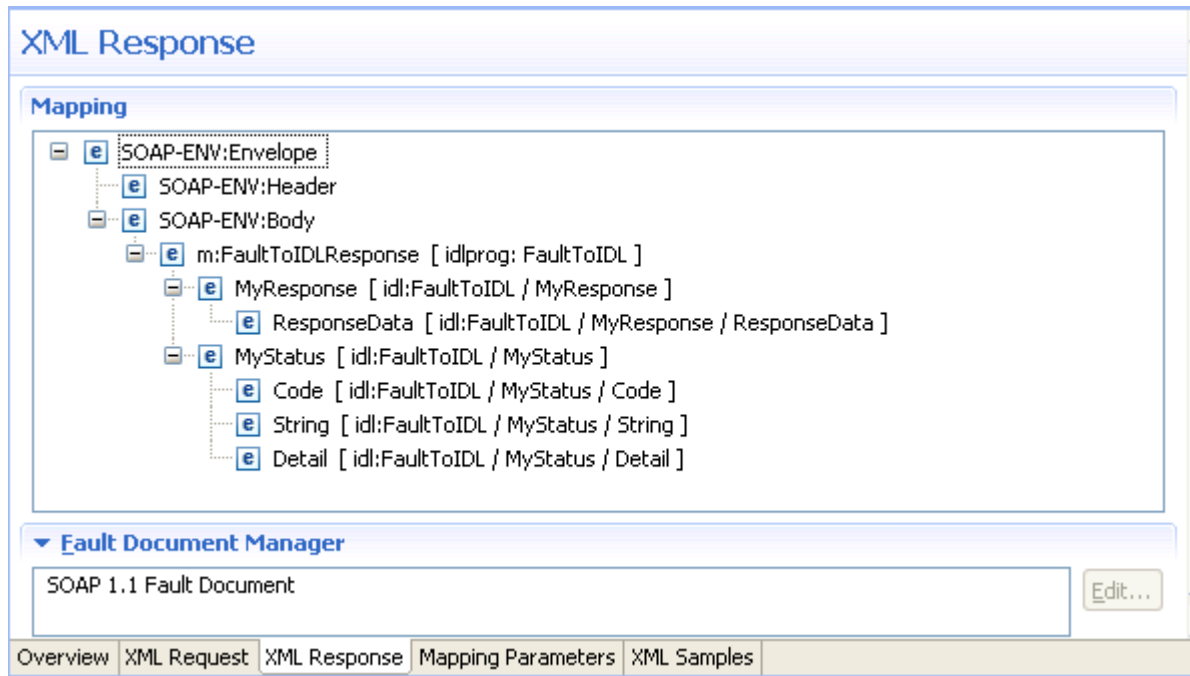 XML Response
Mapping
e SOAP-ENV:Envelope
e SOAP-ENV:Header
e SOAP-ENV:Body
e m:FaultToIDLResponse [ idlprog: FaultToIDL ]
e MyResponse [ idl:FaultToIDL / MyResponse ]
e ResponseData [ idl:FaultToIDL / MyResponse / ResponseData ]
e MyStatus [ idl:FaultToIDL / MyStatus ]
e Code [ idl:FaultToIDL / MyStatus / Code ]
e String [ idl:FaultToIDL / MyStatus / String ]
e Detail [ idl:FaultToIDL / MyStatus / Detail ]
Fault Document Manager
SOAP 1.1 Fault Document Edit...
Overview XML Request XML Response Mapping Parameters XML Samples